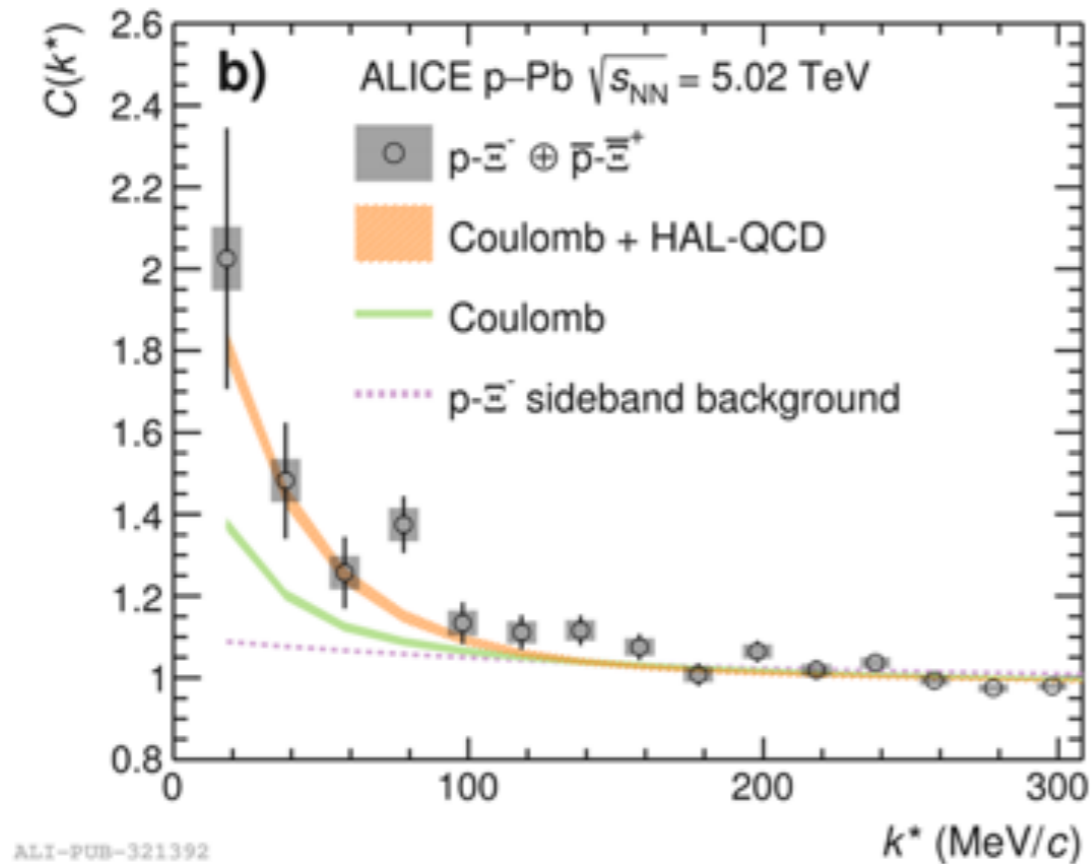 C(k*)
b) ALICE p–Pb √s_NN = 5.02 TeV
p-Ξ⁻ ⊕ p̄-Ξ̄⁺
Coulomb + HAL-QCD
Coulomb
p-Ξ⁻ sideband background
2.6
2.4
2.2
2
1.8
1.6
1.4
1.2
1
0.8
0 100 200 300
k* (MeV/c)
ALI-PUB-321392